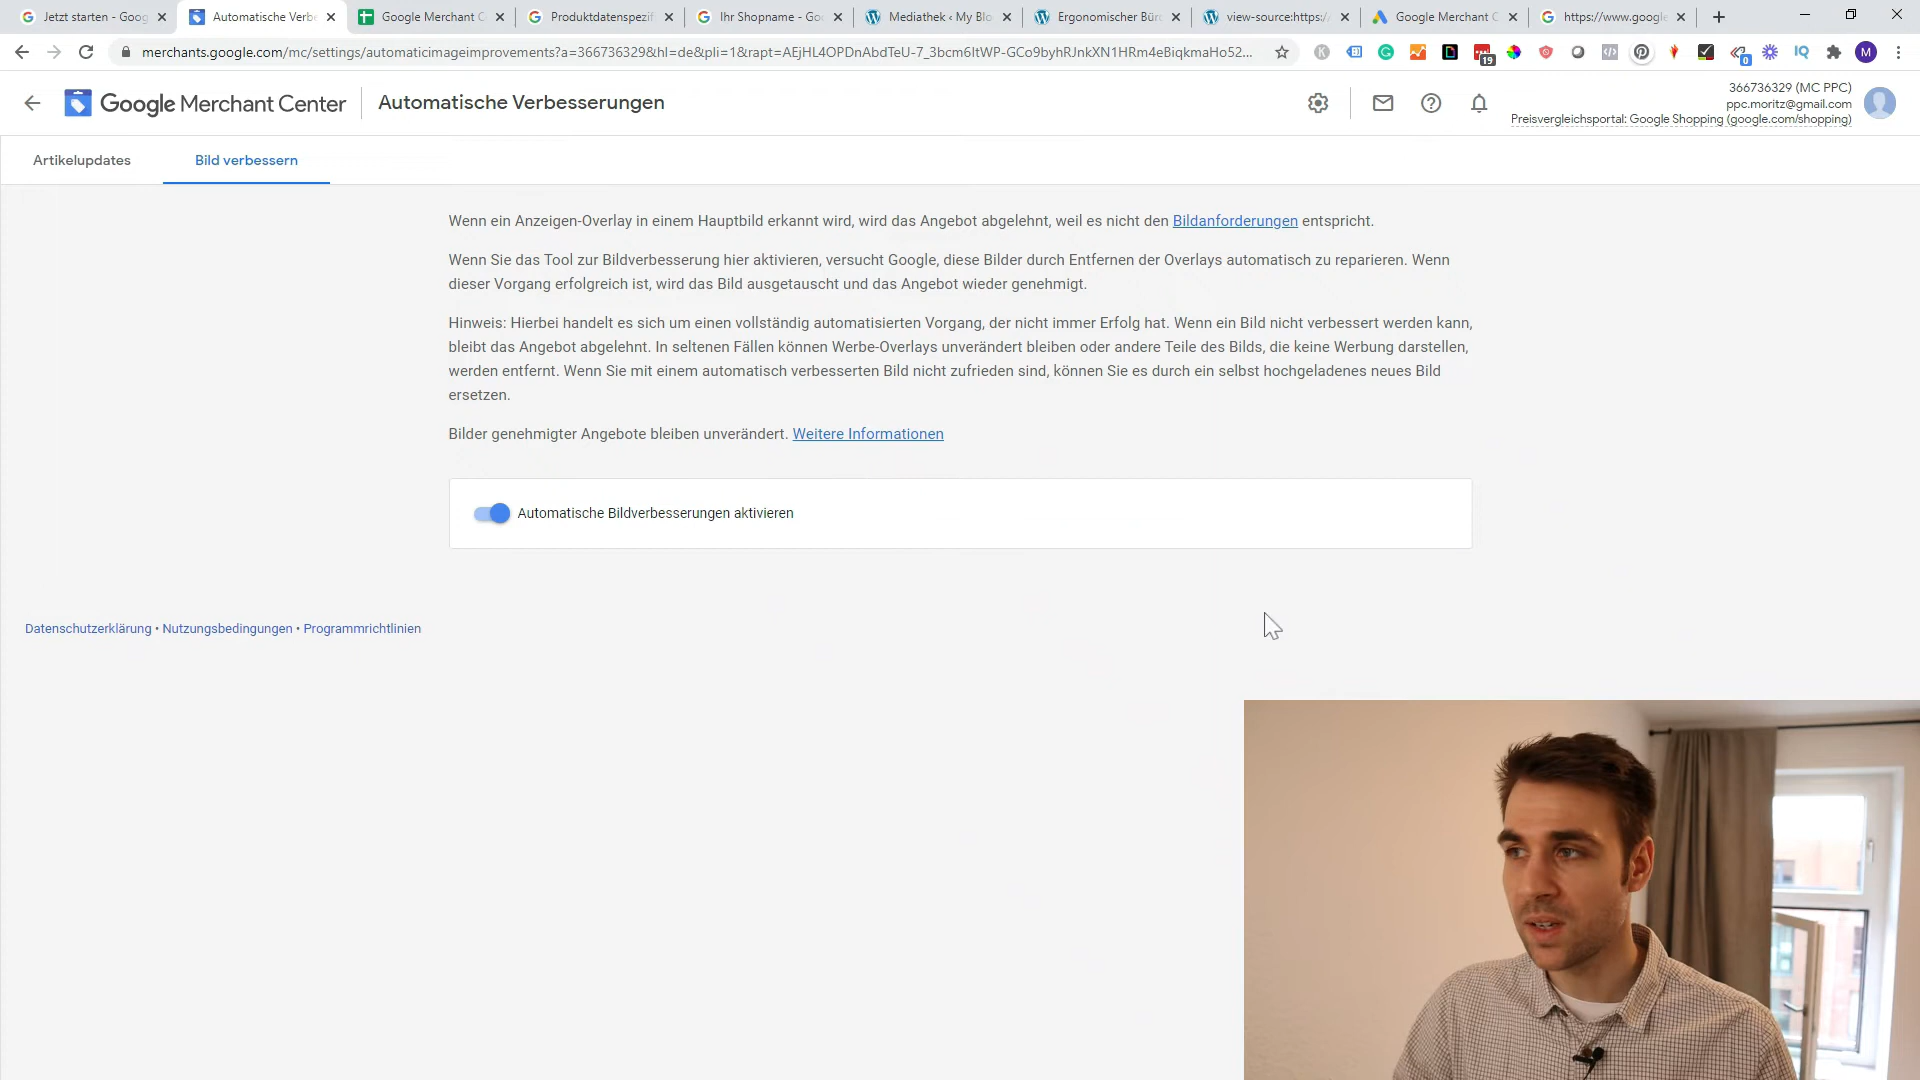 Jetzt starten - Goog
Automatische Verbe
Google Merchant C
Produktdatenspezif
Ihr Shopname - Goo
Mediathek ‹ My Blo
Ergonomischer Büro
view-source:https:/
Google Merchant C
https://www.google
merchants.google.com/mc/settings/automaticimageimprovements?a=366736329&hl=de&pli=1&rapt=AEjHL4OPDnAbdTeU-7_3bcm6ItWP-GCo9byhRJnkXN1HRm4eBiqkmaHo52...
19
0
M
Google Merchant Center
Automatische Verbesserungen
366736329 (MC PPC)
ppc.moritz@gmail.com
Preisvergleichsportal: Google Shopping (google.com/shopping)
Artikelupdates
Bild verbessern
Wenn ein Anzeigen-Overlay in einem Hauptbild erkannt wird, wird das Angebot abgelehnt, weil es nicht den Bildanforderungen entspricht.
Wenn Sie das Tool zur Bildverbesserung hier aktivieren, versucht Google, diese Bilder durch Entfernen der Overlays automatisch zu reparieren. Wenn
dieser Vorgang erfolgreich ist, wird das Bild ausgetauscht und das Angebot wieder genehmigt.
Hinweis: Hierbei handelt es sich um einen vollständig automatisierten Vorgang, der nicht immer Erfolg hat. Wenn ein Bild nicht verbessert werden kann,
bleibt das Angebot abgelehnt. In seltenen Fällen können Werbe-Overlays unverändert bleiben oder andere Teile des Bilds, die keine Werbung darstellen,
werden entfernt. Wenn Sie mit einem automatisch verbesserten Bild nicht zufrieden sind, können Sie es durch ein selbst hochgeladenes neues Bild
ersetzen.
Bilder genehmigter Angebote bleiben unverändert. Weitere Informationen
Automatische Bildverbesserungen aktivieren
Datenschutzerklärung • Nutzungsbedingungen • Programmrichtlinien